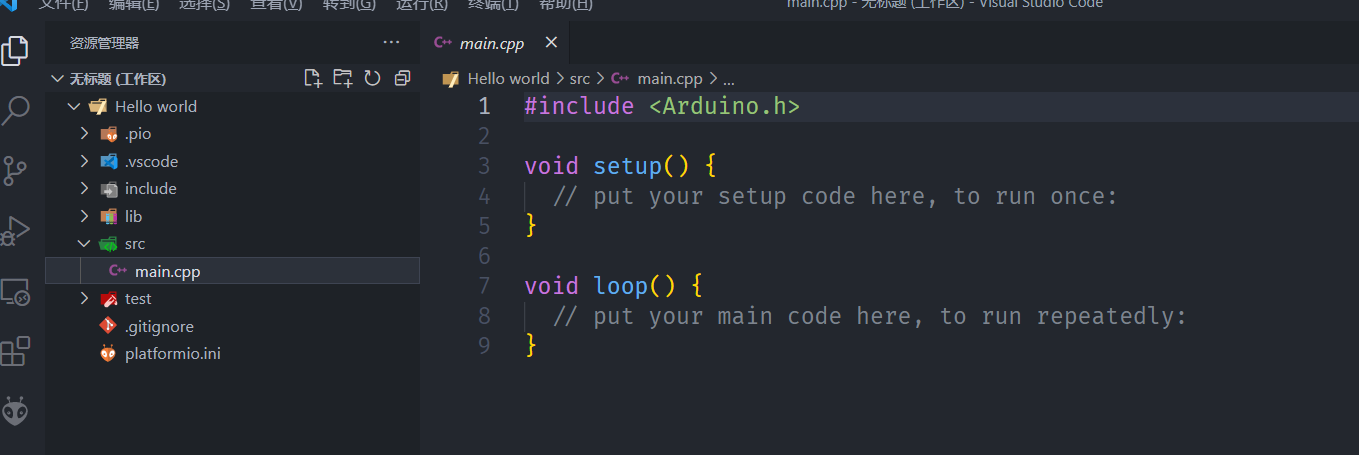 文件(F) 编辑(E) 选择(S) 查看(V) 转到(G) 运行(R) 终端(T) 帮助(H) main.cpp - 无标题 (工作区) - Visual Studio Code
资源管理器 ···
main.cpp
无标题 (工作区)
Hello world
.pio
.vscode
include
lib
src
main.cpp
test
.gitignore
platformio.ini
Hello world > src > main.cpp > ...
1 #include <Arduino.h>
2
3 void setup() {
4   // put your setup code here, to run once:
5 }
6
7 void loop() {
8   // put your main code here, to run repeatedly:
9 }